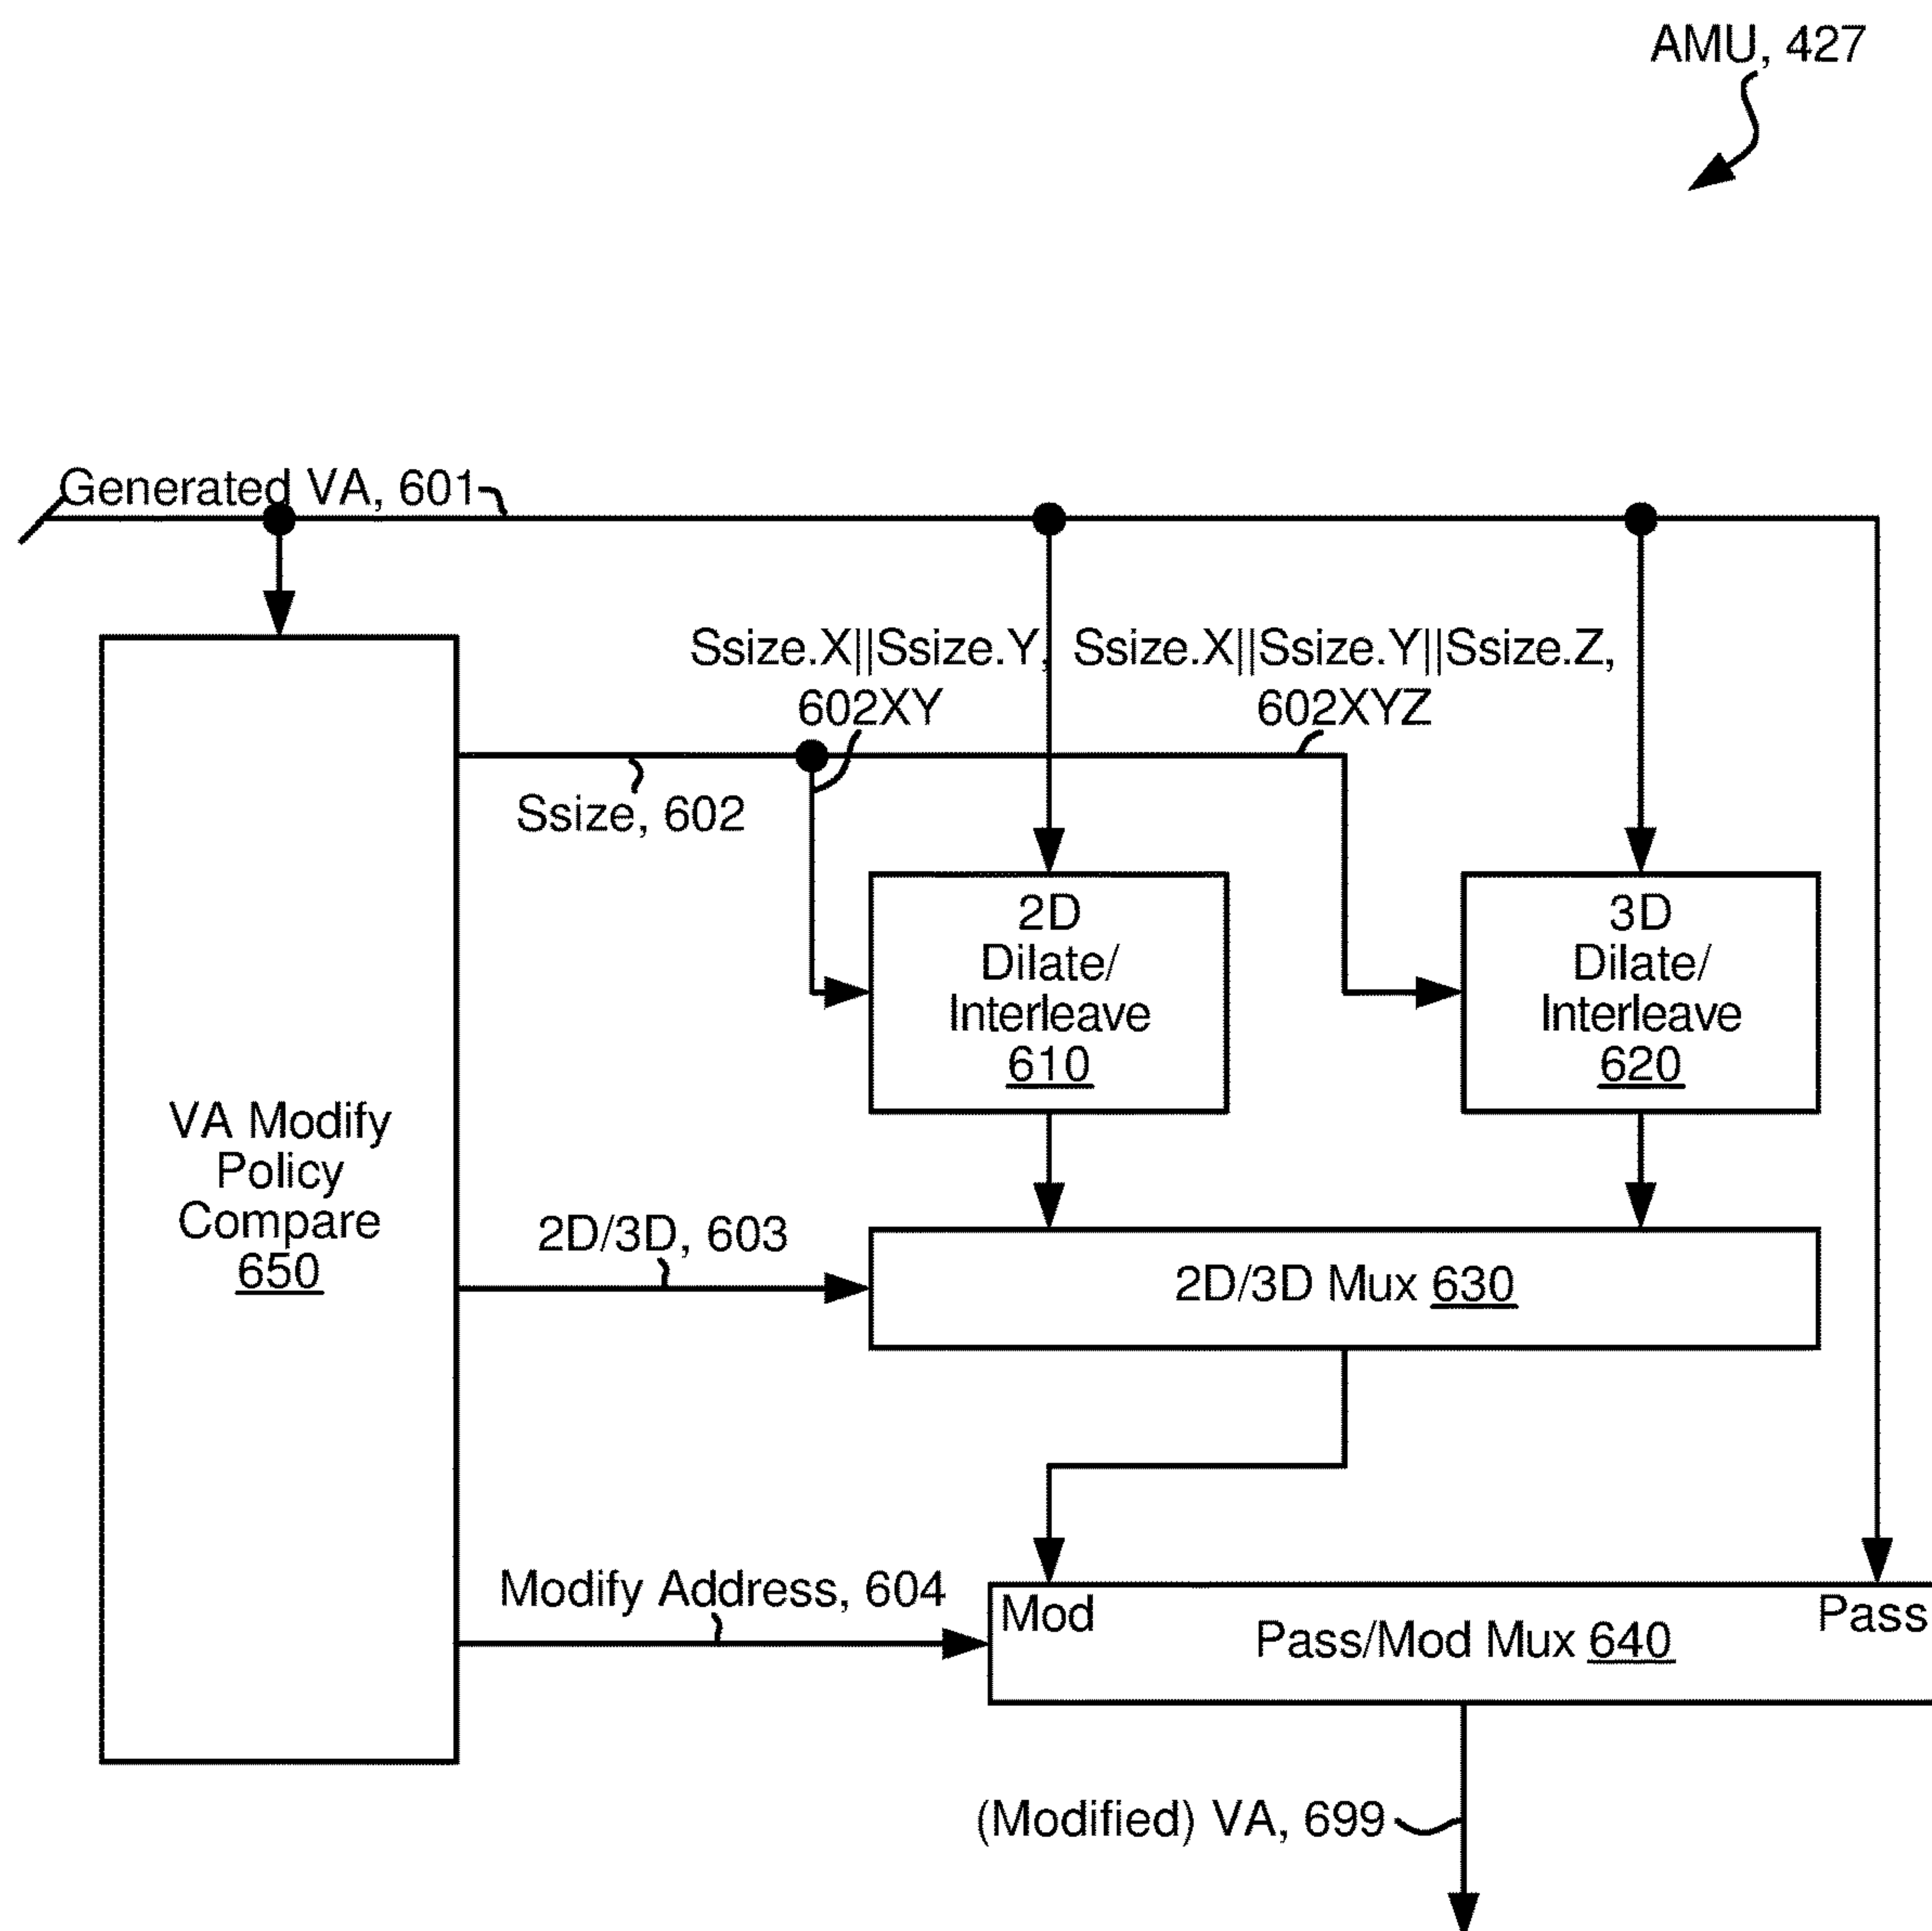 AMU, 427
Generated VA, 601
Ssize.X||Ssize.Y,
602XY
Ssize.X||Ssize.Y||Ssize.Z,
602XYZ
Ssize, 602
2D
Dilate/
Interleave
610
3D
Dilate/
Interleave
620
VA Modify
Policy
Compare
650
2D/3D, 603
2D/3D Mux 630
Modify Address, 604
Mod
Pass/Mod Mux 640
Pass
(Modified) VA, 699